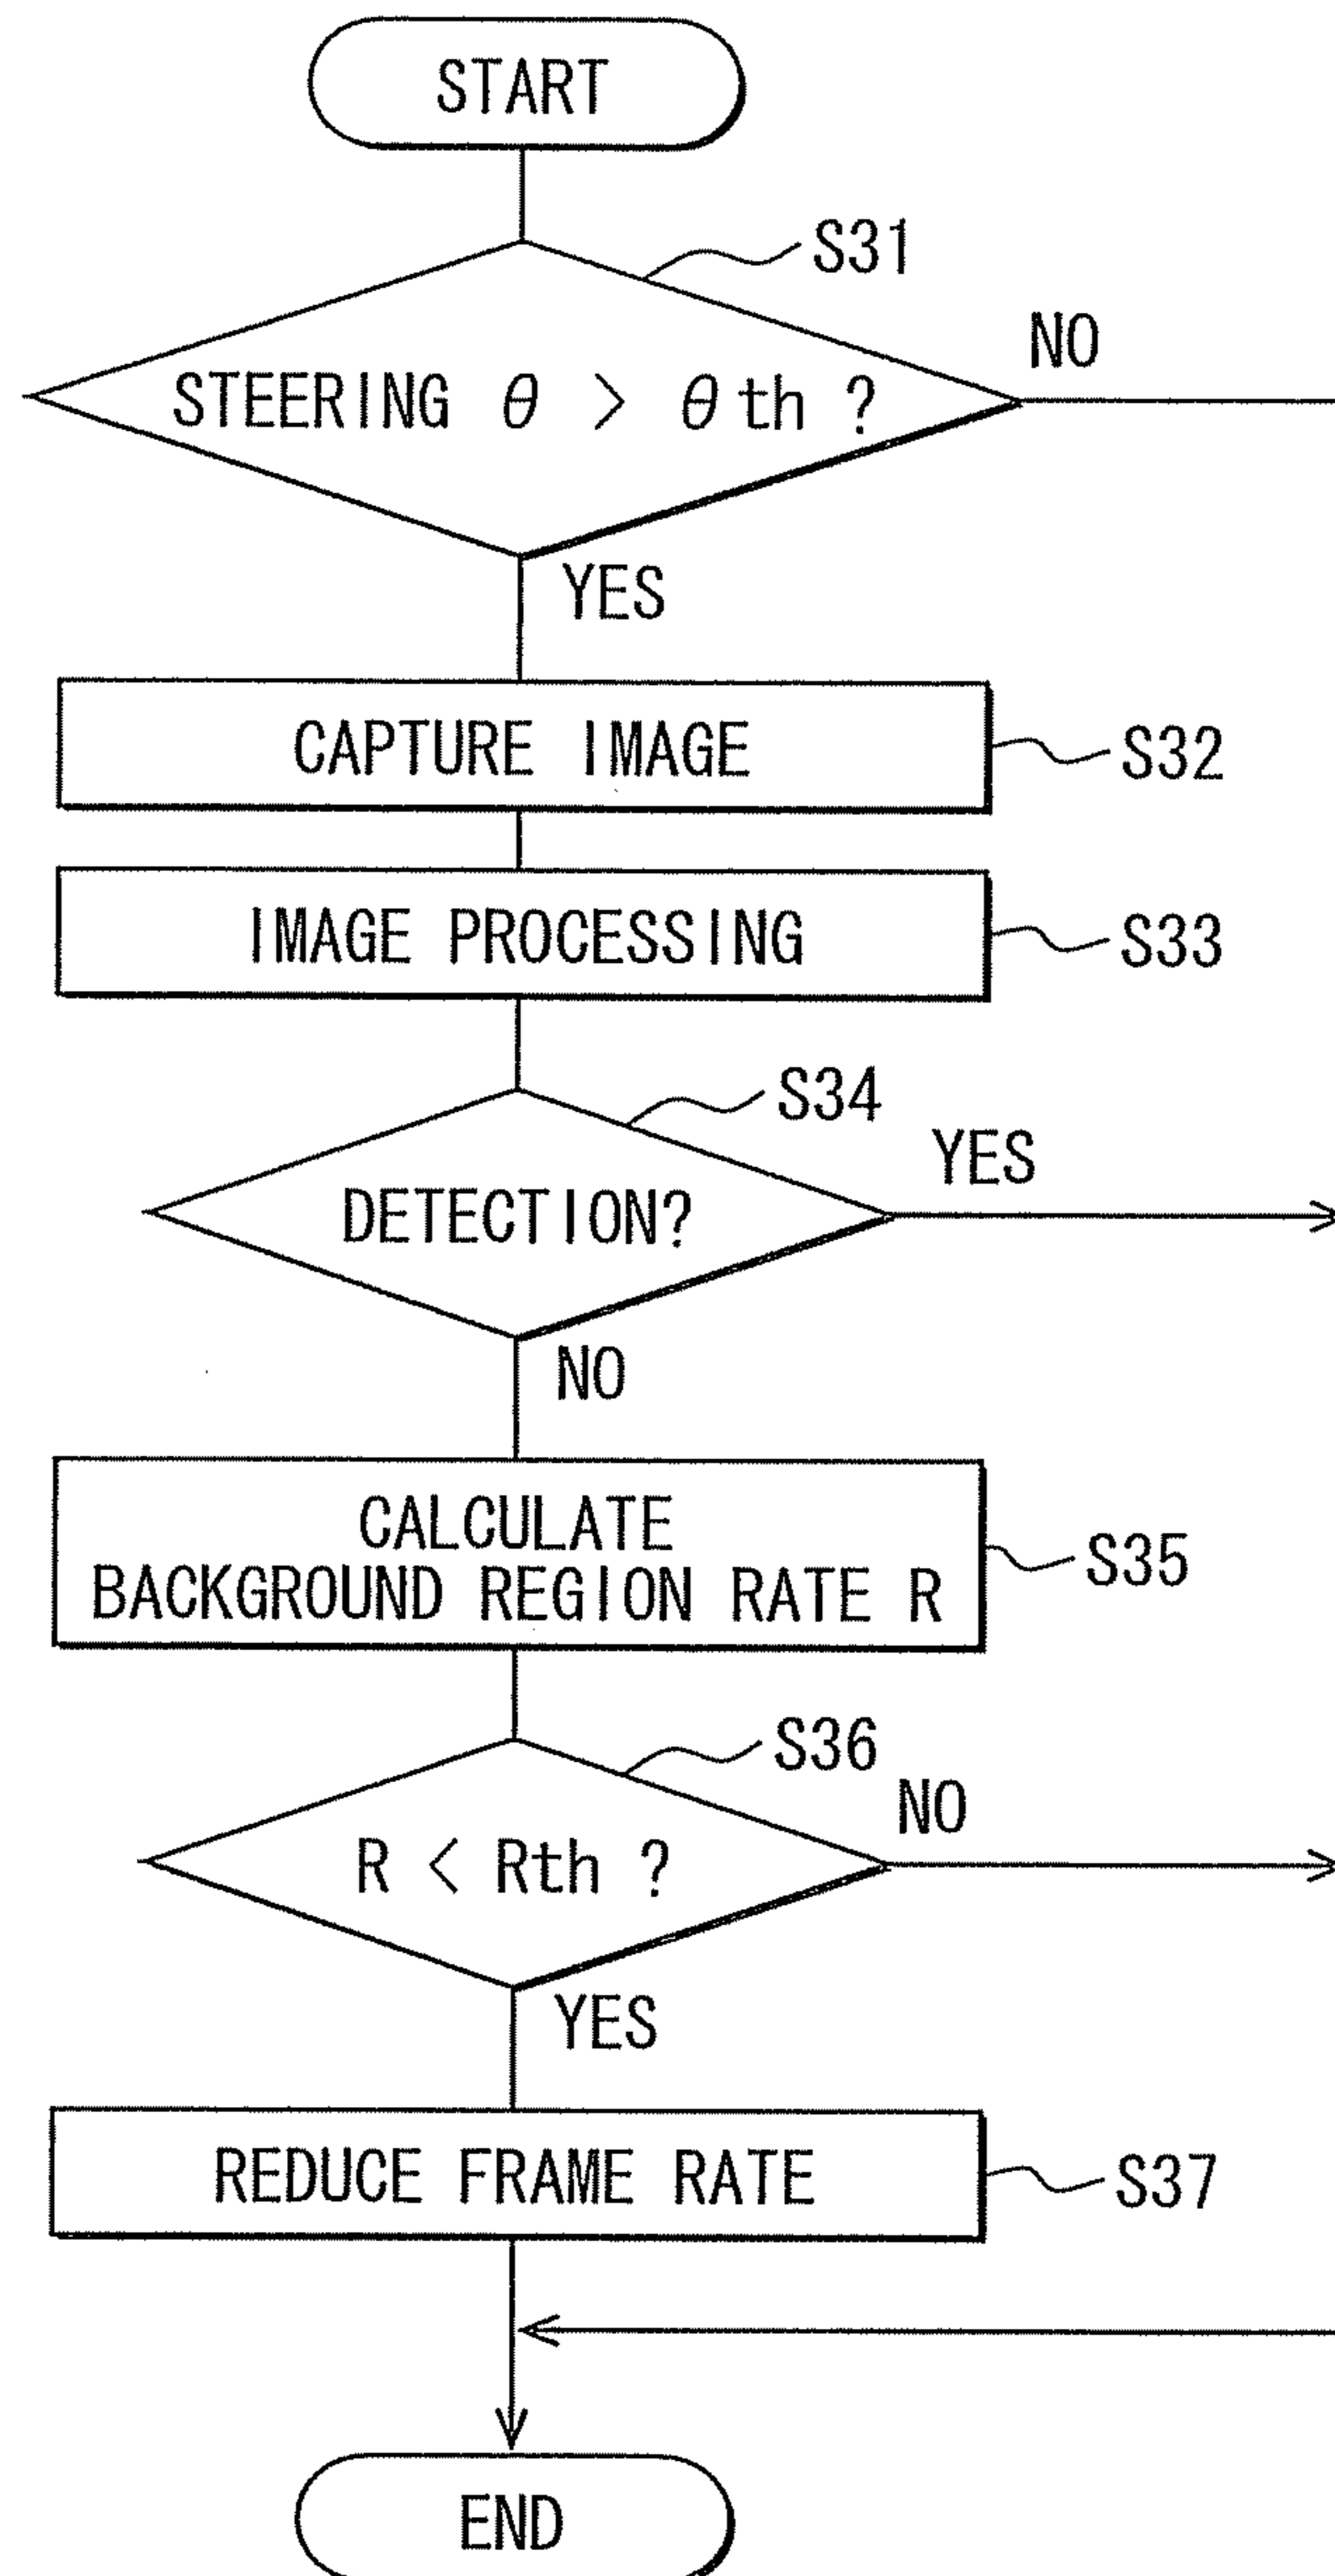 START
S31
NO
STEERING θ > θth ?
YES
CAPTURE IMAGE
S32
IMAGE PROCESSING
S33
S34
YES
DETECTION?
NO
CALCULATE
BACKGROUND REGION RATE R
S35
S36
NO
R < Rth ?
YES
REDUCE FRAME RATE
S37
END